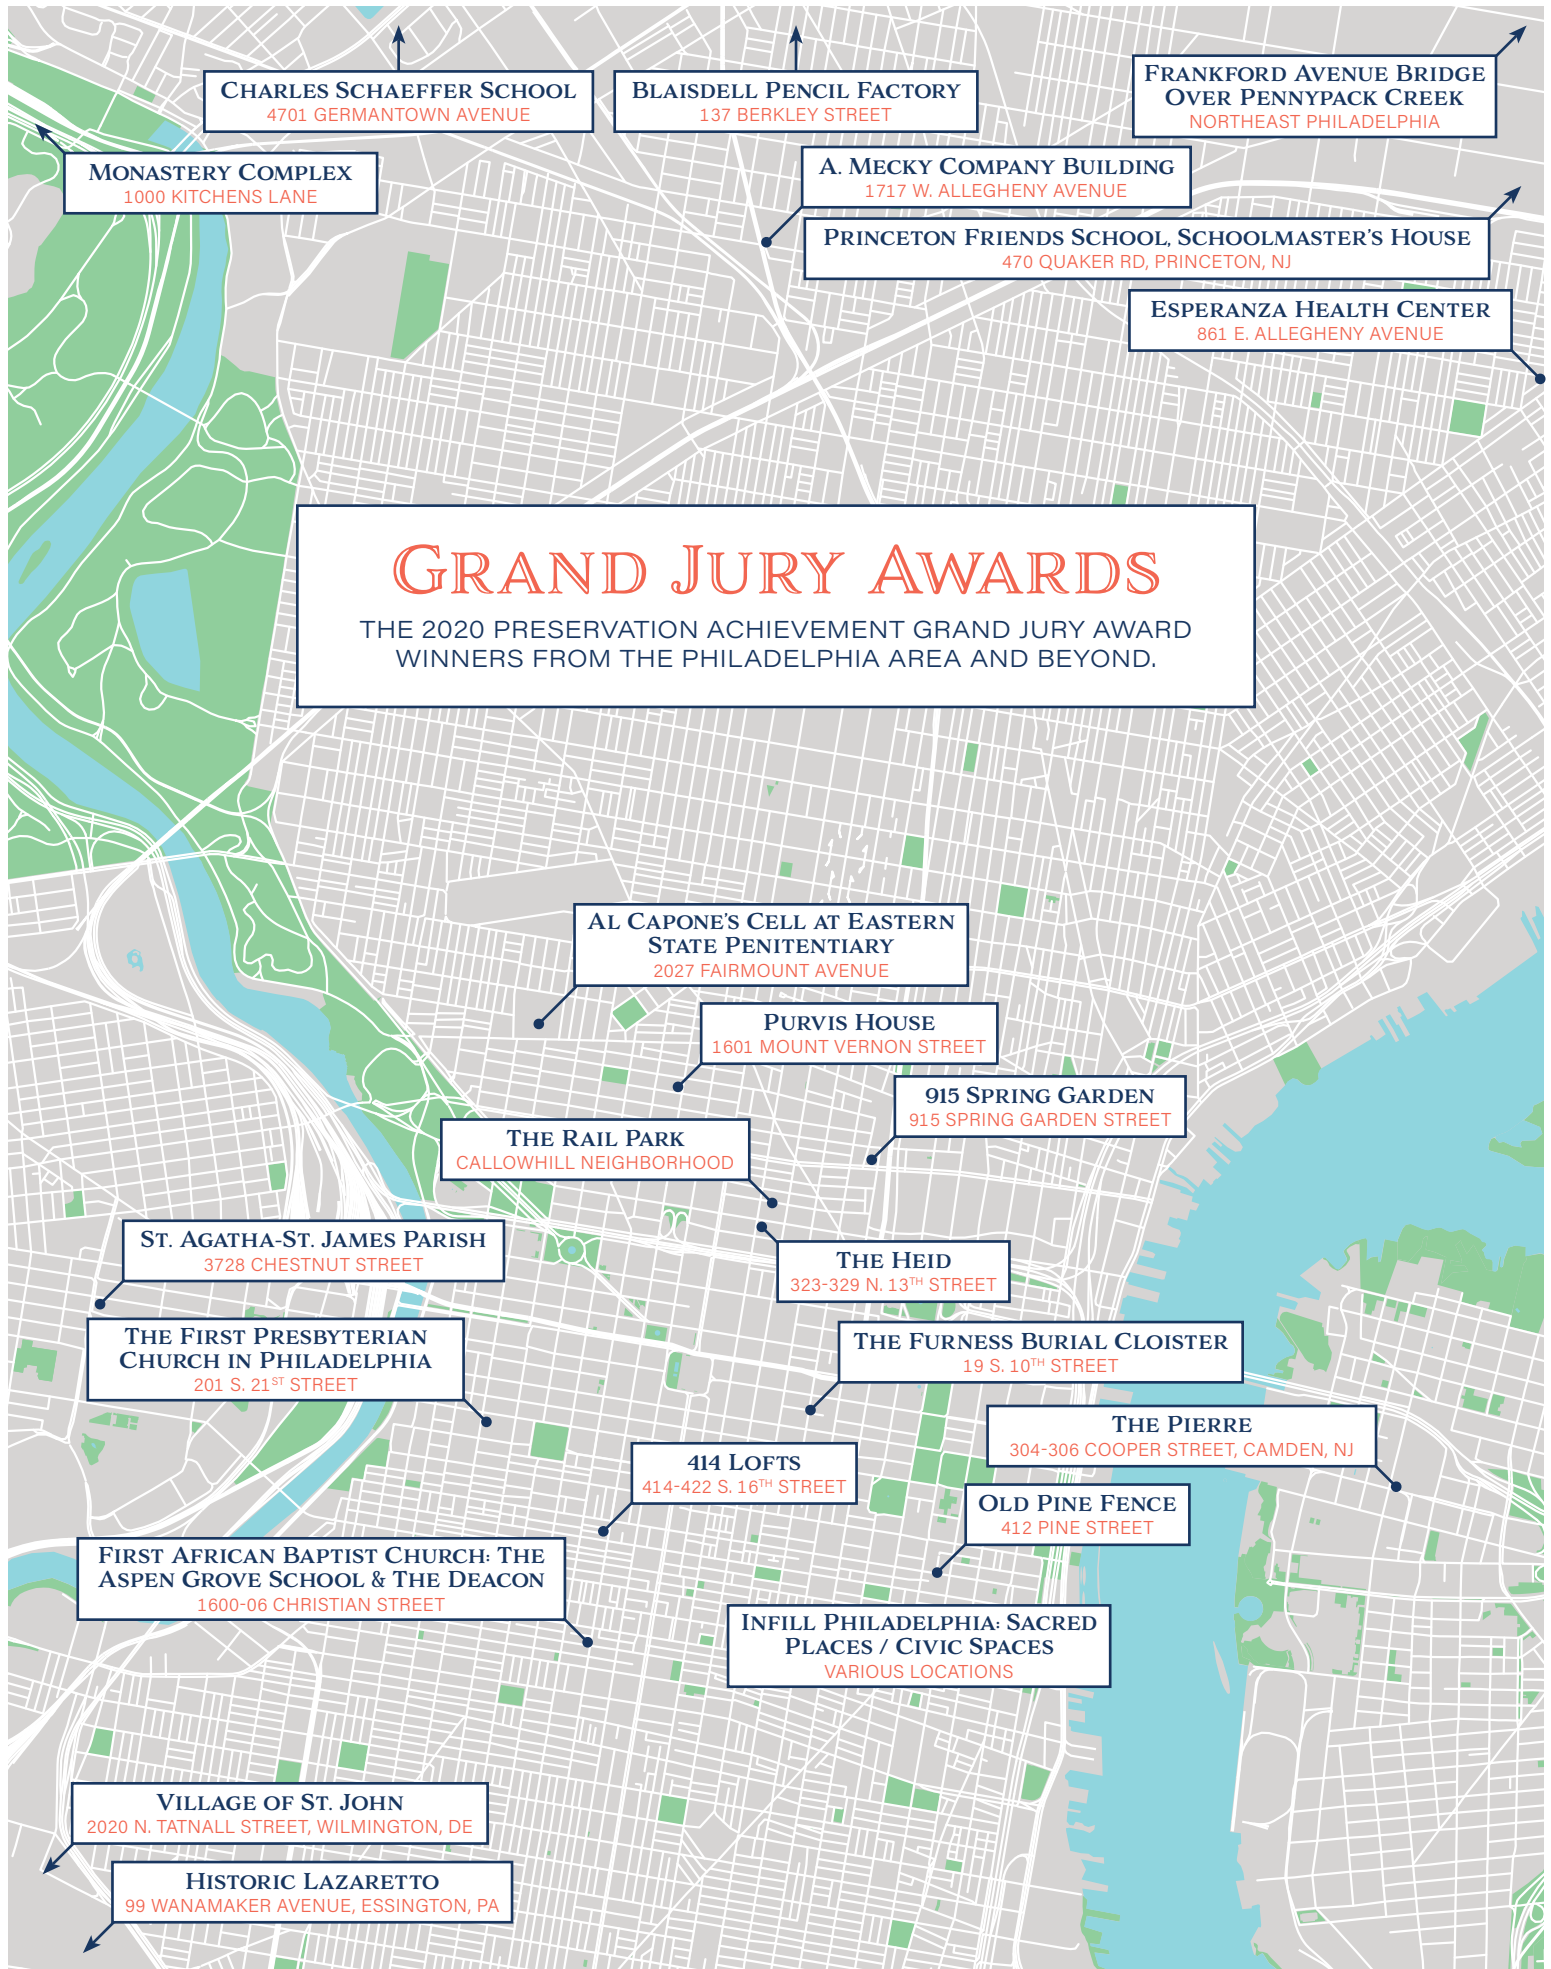 CHARLES SCHAEFFER SCHOOL
4701 GERMANTOWN AVENUE
BLAISDELL PENCIL FACTORY
137 BERKLEY STREET
FRANKFORD AVENUE BRIDGE
OVER PENNYPACK CREEK
NORTHEAST PHILADELPHIA
MONASTERY COMPLEX
1000 KITCHENS LANE
A. MECKY COMPANY BUILDING
1717 W. ALLEGHENY AVENUE
PRINCETON FRIENDS SCHOOL, SCHOOLMASTER'S HOUSE
470 QUAKER RD, PRINCETON, NJ
ESPERANZA HEALTH CENTER
861 E. ALLEGHENY AVENUE
GRAND JURY AWARDS
THE 2020 PRESERVATION ACHIEVEMENT GRAND JURY AWARD
WINNERS FROM THE PHILADELPHIA AREA AND BEYOND.
AL CAPONE'S CELL AT EASTERN
STATE PENITENTIARY
2027 FAIRMOUNT AVENUE
PURVIS HOUSE
1601 MOUNT VERNON STREET
915 SPRING GARDEN
915 SPRING GARDEN STREET
THE RAIL PARK
CALLOWHILL NEIGHBORHOOD
ST. AGATHA-ST. JAMES PARISH
3728 CHESTNUT STREET
THE HEID
323-329 N. 13TH STREET
THE FIRST PRESBYTERIAN
CHURCH IN PHILADELPHIA
201 S. 21ST STREET
THE FURNESS BURIAL CLOISTER
19 S. 10TH STREET
THE PIERRE
304-306 COOPER STREET, CAMDEN, NJ
414 LOFTS
414-422 S. 16TH STREET
OLD PINE FENCE
412 PINE STREET
FIRST AFRICAN BAPTIST CHURCH: THE
ASPEN GROVE SCHOOL & THE DEACON
1600-06 CHRISTIAN STREET
INFILL PHILADELPHIA: SACRED
PLACES / CIVIC SPACES
VARIOUS LOCATIONS
VILLAGE OF ST. JOHN
2020 N. TATNALL STREET, WILMINGTON, DE
HISTORIC LAZARETTO
99 WANAMAKER AVENUE, ESSINGTON, PA